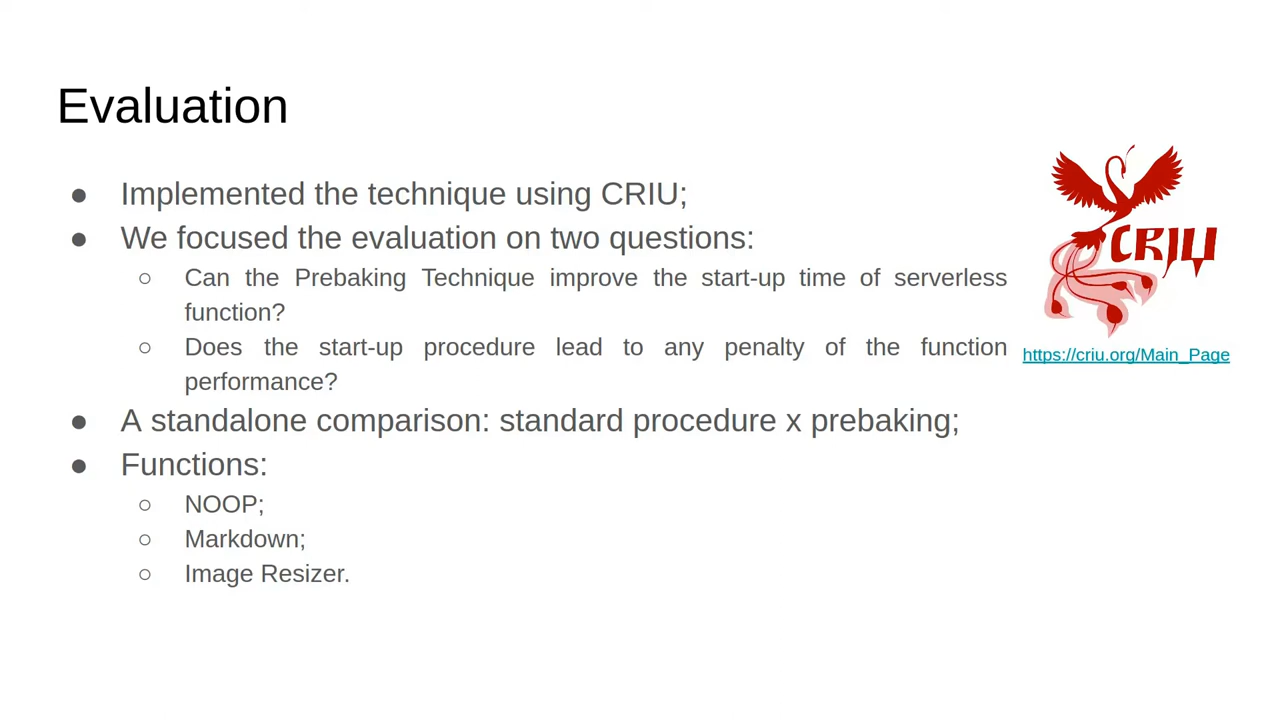 Evaluation
● Implemented the technique using CRIU;
● We focused the evaluation on two questions:
○ Can the Prebaking Technique improve the start-up time of serverless
function?
○ Does the start-up procedure lead to any penalty of the function
performance?
● A standalone comparison: standard procedure x prebaking;
● Functions:
○ NOOP;
○ Markdown;
○ Image Resizer.
CRIU
https://criu.org/Main_Page